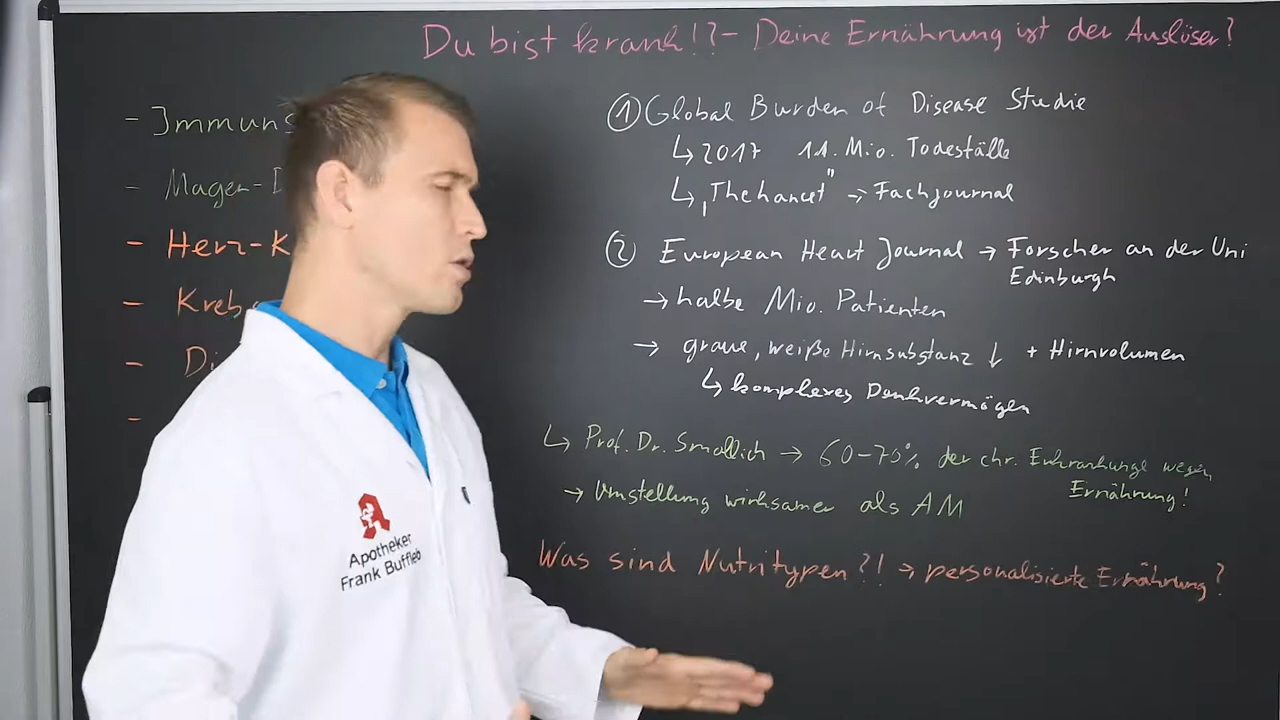 Du bist krank!? - Deine Ernährung ist der Auslöser?
- Immuns
- Magen-D
- Herz-K
- Krebs
- Di
-
① Global Burden of Disease Studie
↳ 2017 11. Mio. Todesfälle
↳ „The Lancet" → Fachjournal
② European Heart Journal → Forscher an der Uni
Edinburgh
→ halbe Mio. Patienten
→ graue, weiße Hirnsubstanz ↓ + Hirnvolumen
↳ komplexes Denkvermögen
↳ Prof. Dr. Smollich → 60-70% der chr. Erkrankunge wegen
Ernährung!
→ Umstellung wirksamer als AM
Was sind Nutritypen?! → personalisierte Ernährung?
Apotheker
Frank Buffleb